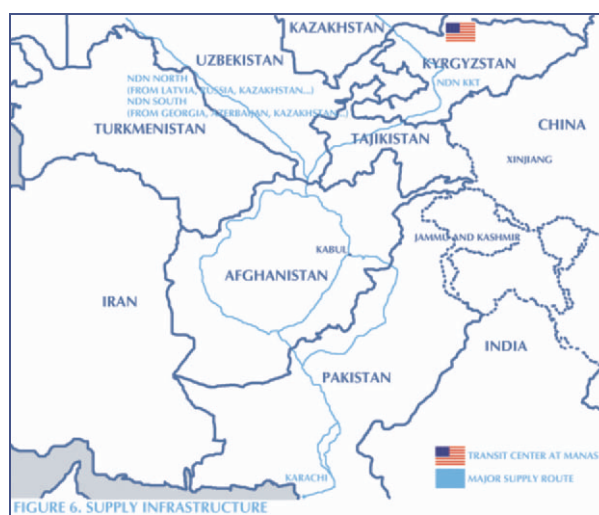 KAZAKHSTAN
UZBEKISTAN
KYRGYZSTAN
NDN NORTH
(FROM LATVIA, RUSSIA, KAZAKHSTAN...)
NDN SOUTH
(FROM GEORGIA, AZERBAIJAN, KAZAKHSTAN...)
NDN KKT
TURKMENISTAN
TAJIKISTAN
CHINA
XINJIANG
JAMMU AND KASHMIR
KABUL
AFGHANISTAN
IRAN
INDIA
PAKISTAN
KARACHI
TRANSIT CENTER AT MANAS
MAJOR SUPPLY ROUTE
FIGURE 6. SUPPLY INFRASTRUCTURE